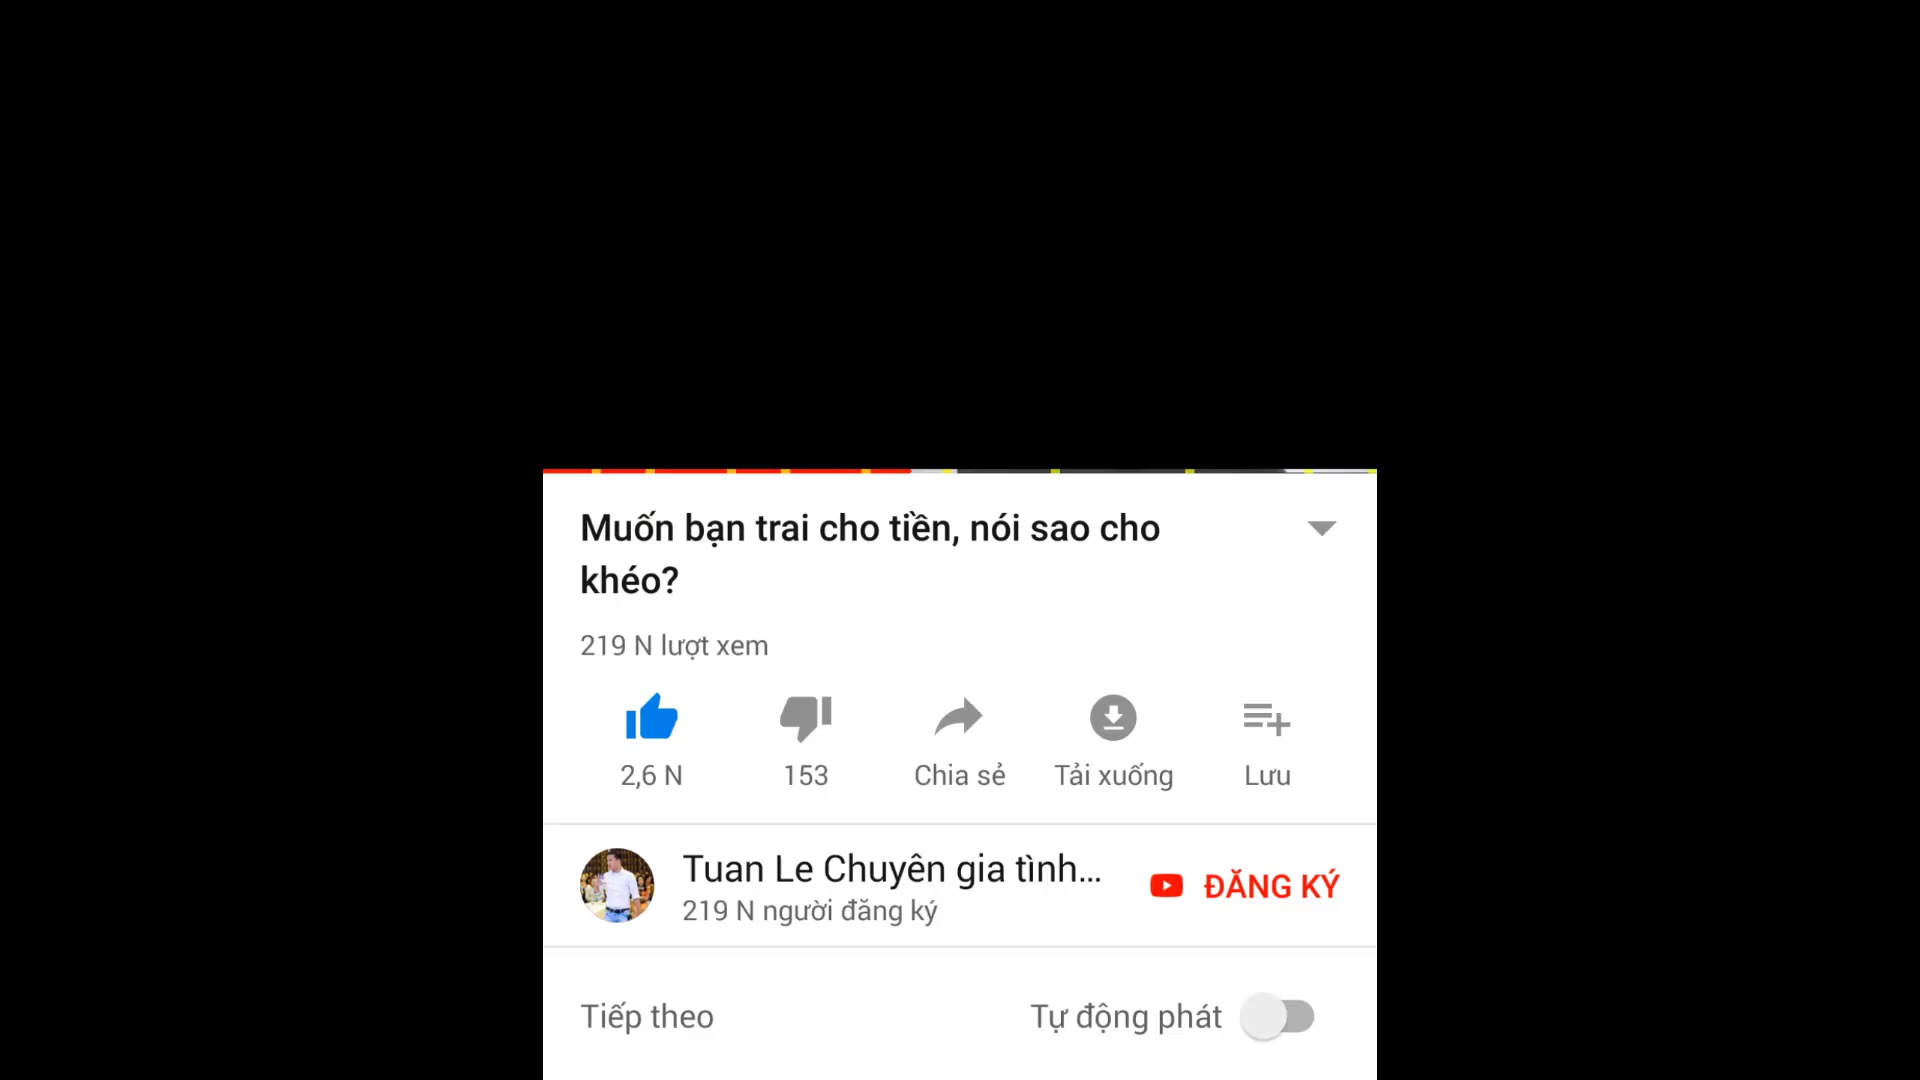 Muốn bạn trai cho tiền, nói sao cho
khéo?
219 N lượt xem
2,6 N
153
Chia sẻ
Tải xuống
Lưu
Tuan Le Chuyên gia tình...
219 N người đăng ký
ĐĂNG KÝ
Tiếp theo
Tự động phát